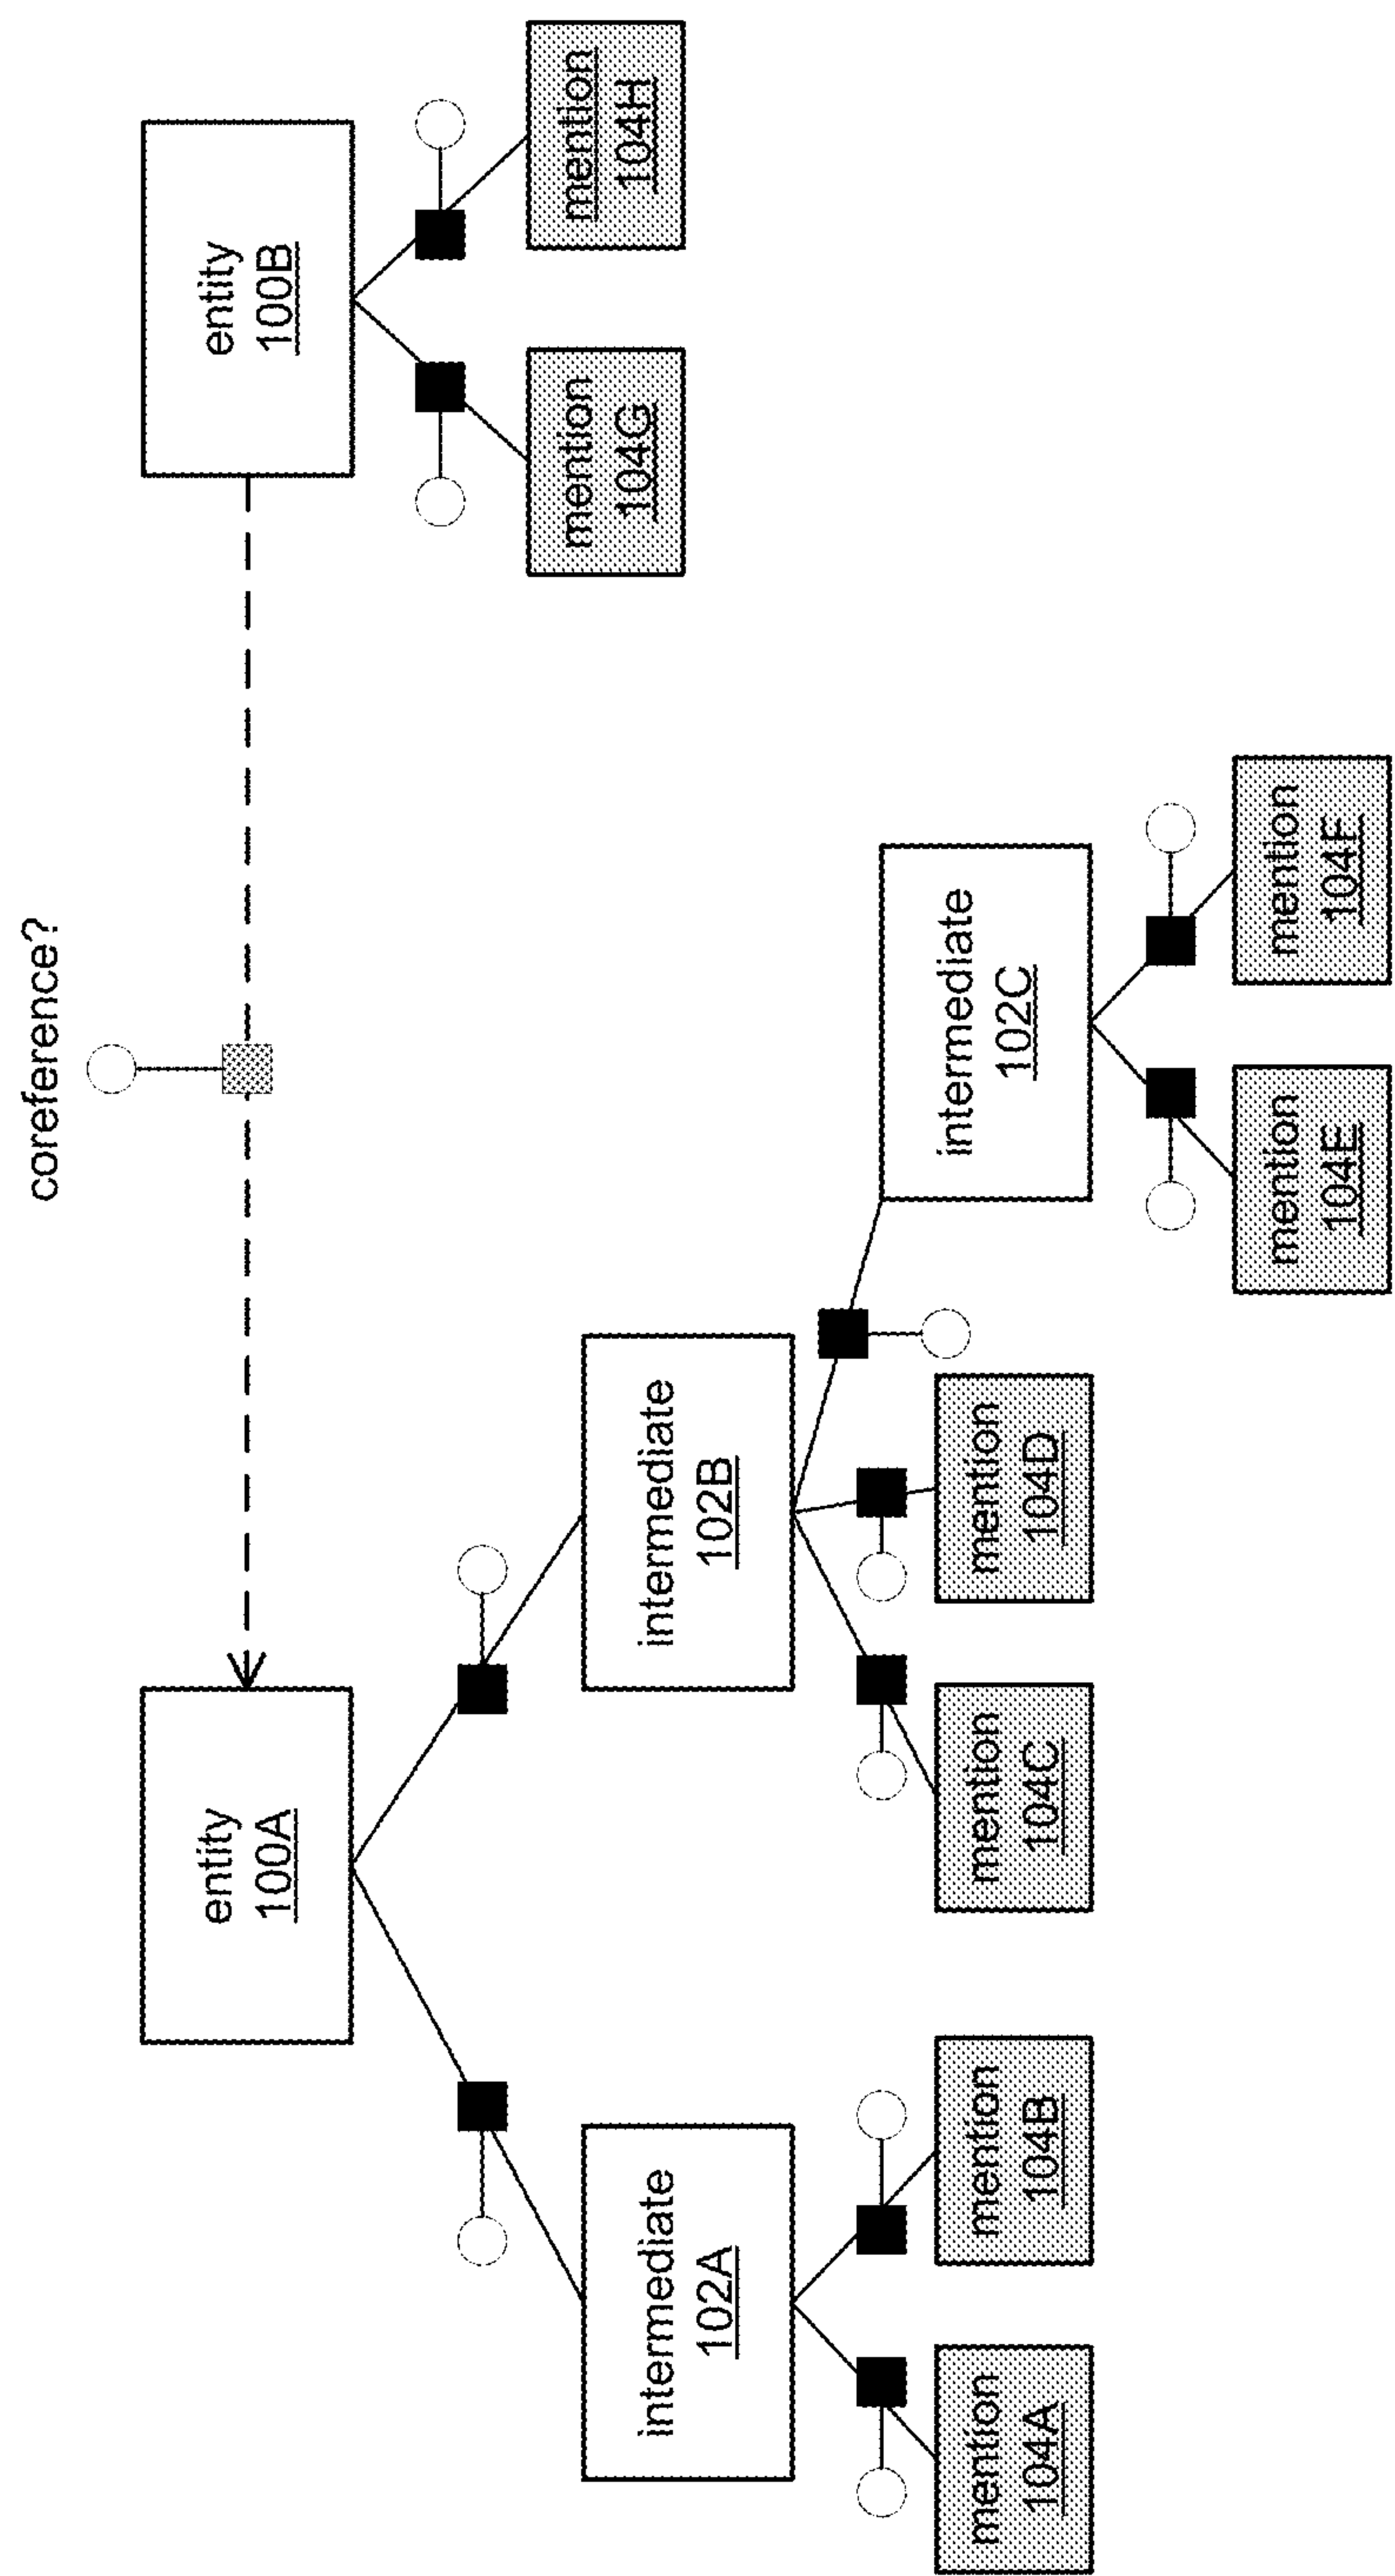 coreference?
entity
100A
entity
100B
intermediate
102A
intermediate
102B
mention
104G
mention
104H
mention
104A
mention
104B
mention
104C
mention
104D
intermediate
102C
mention
104E
mention
104F